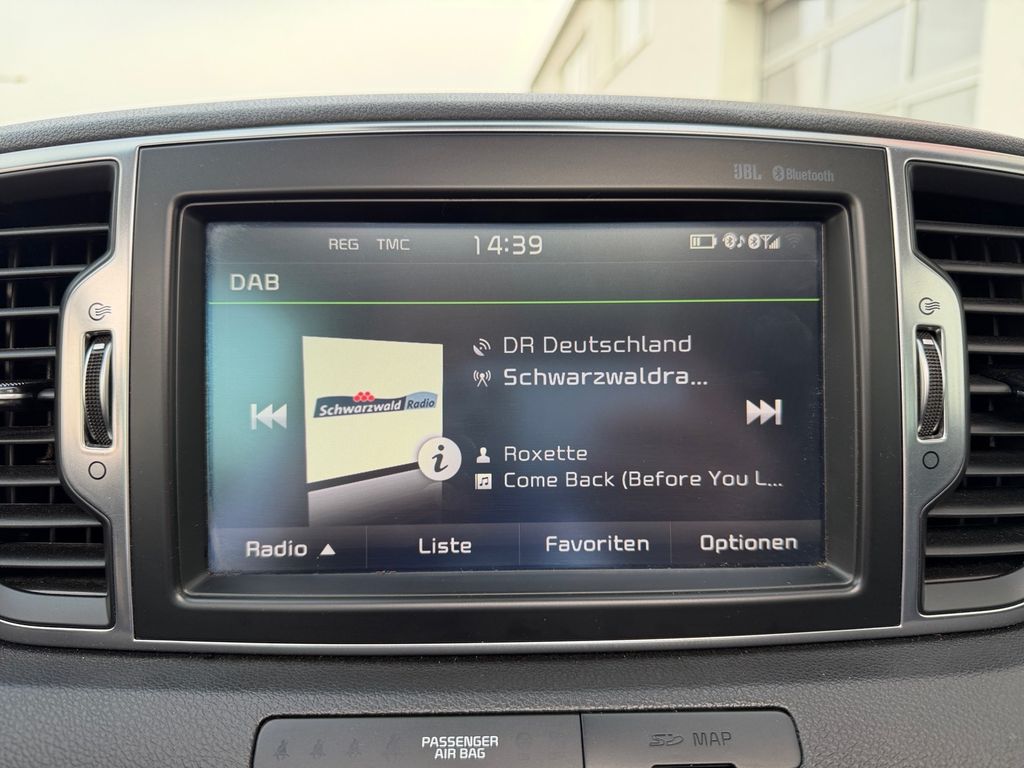 JBL Bluetooth
REG TMC 14:39
DAB
DR Deutschland
Schwarzwaldra...
Schwarzwald Radio
i
Roxette
Come Back (Before You L...
Radio Liste Favoriten Optionen
PASSENGER
AIR BAG
SD MAP